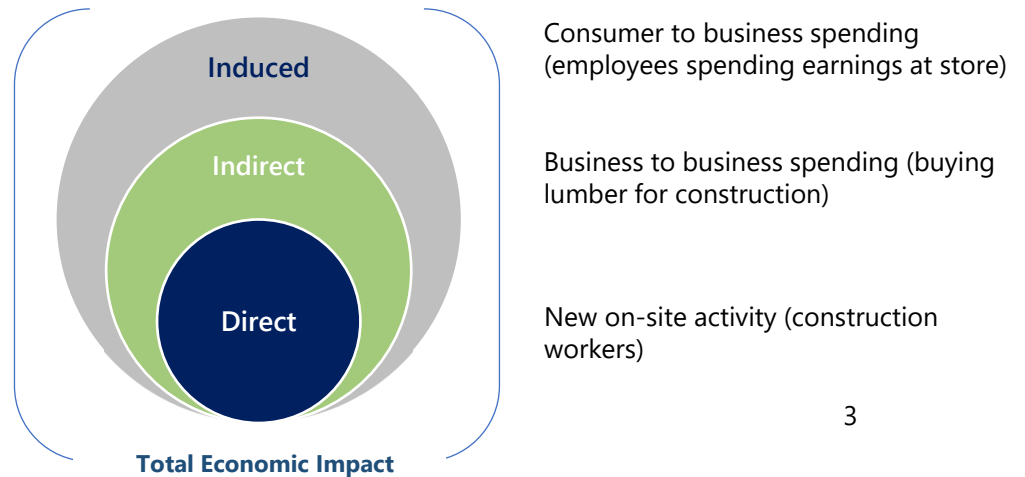 Induced
Consumer to business spending
(employees spending earnings at store)
Indirect
Business to business spending (buying
lumber for construction)
Direct
New on-site activity (construction
workers)
3
Total Economic Impact